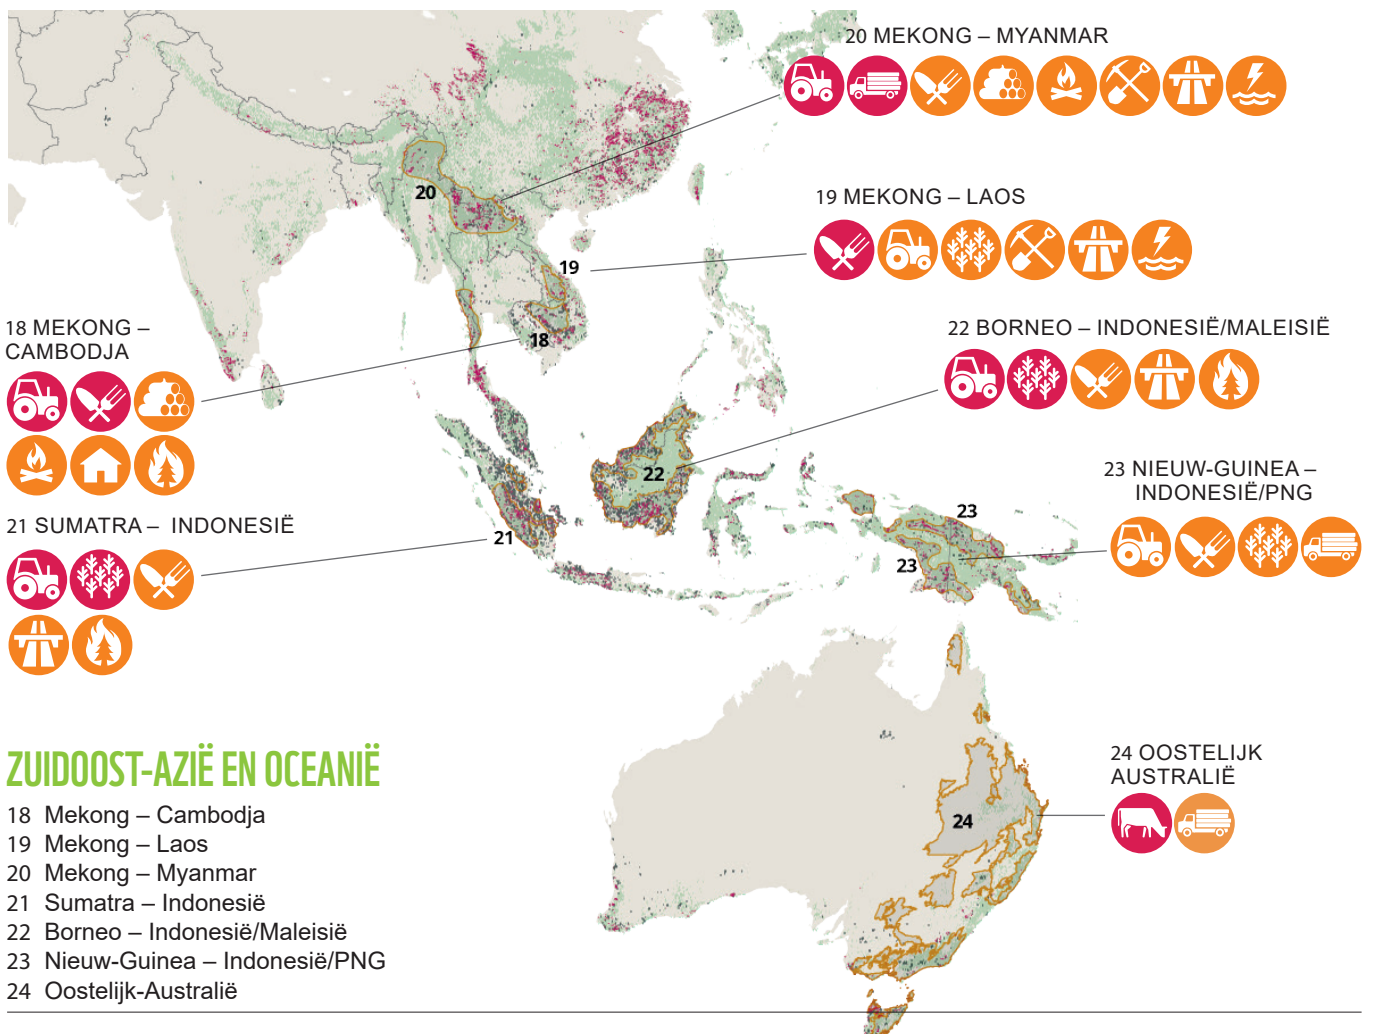 20 MEKONG – MYANMAR
20
19 MEKONG – LAOS
19
18 MEKONG –
CAMBODJA
18
22 BORNEO – INDONESIË/MALEISIË
22
23 NIEUW-GUINEA –
INDONESIË/PNG
23
23
21 SUMATRA – INDONESIË
21
24 OOSTELIJK
AUSTRALIË
24
ZUIDOOST-AZIË EN OCEANIË
18 Mekong – Cambodja
19 Mekong – Laos
20 Mekong – Myanmar
21 Sumatra – Indonesië
22 Borneo – Indonesië/Maleisië
23 Nieuw-Guinea – Indonesië/PNG
24 Oostelijk-Australië